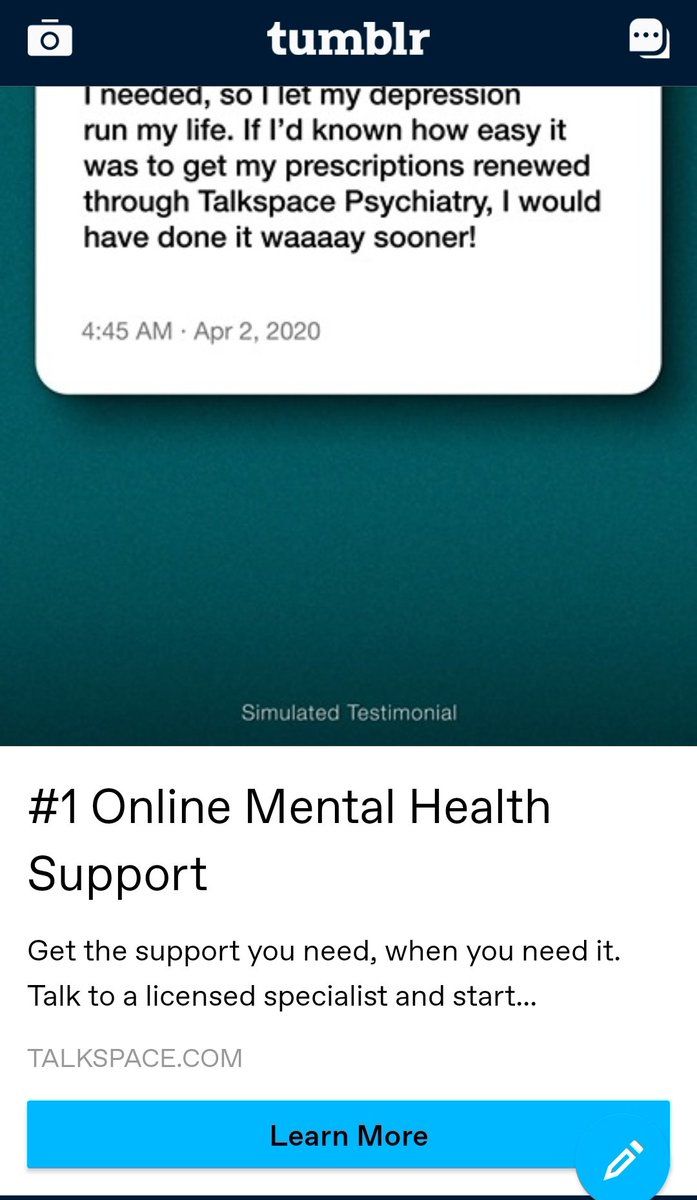 tumblr
I needed, so I let my depression
run my life. If I'd known how easy it
was to get my prescriptions renewed
through Talkspace Psychiatry, I would
have done it waaaay sooner!
4:45 AM · Apr 2, 2020
Simulated Testimonial
#1 Online Mental Health
Support
Get the support you need, when you need it.
Talk to a licensed specialist and start...
TALKSPACE.COM
Learn More